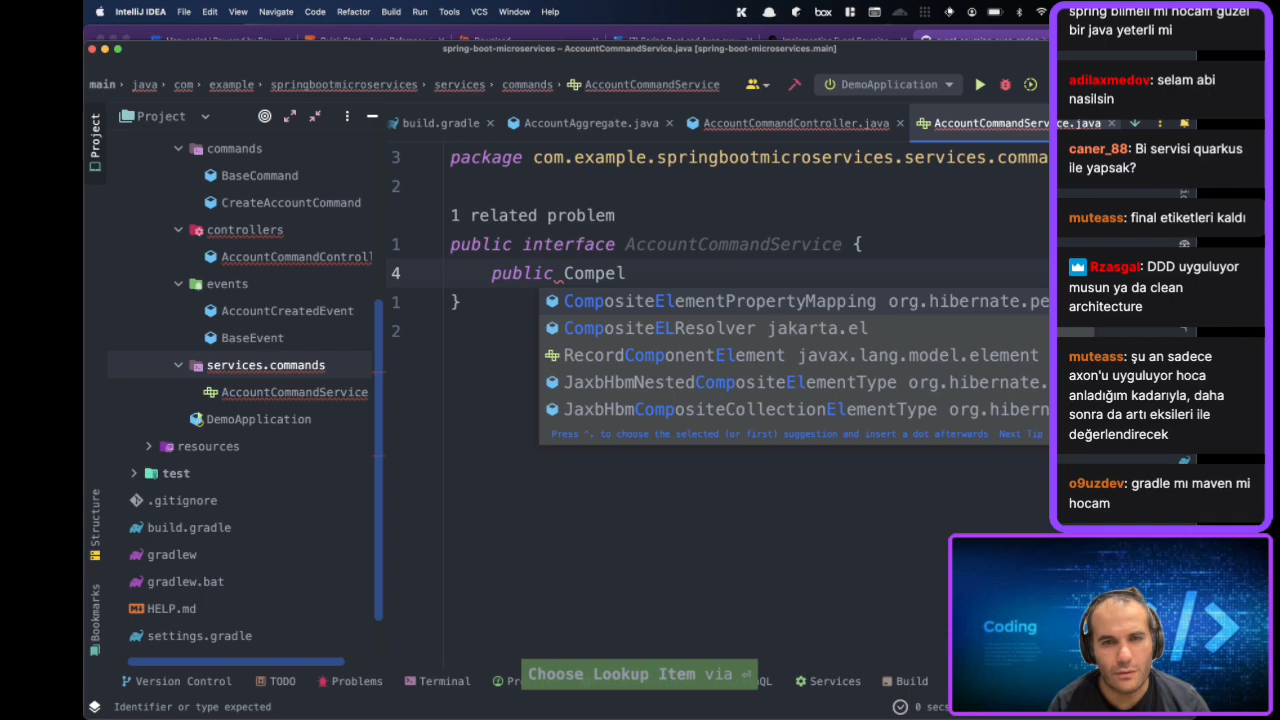 IntelliJ IDEA File Edit View Navigate Code Refactor Build Run Tools VCS Window Help
box
spring-boot-microservices – AccountCommandService.java [spring-boot-microservices.main]
main java com example springbootmicroservices services commands AccountCommandService
DemoApplication
Project
build.gradle AccountAggregate.java AccountCommandController.java AccountCommandService.java
Project
commands
BaseCommand
CreateAccountCommand
controllers
AccountCommandControll
events
AccountCreatedEvent
BaseEvent
services.commands
AccountCommandService
DemoApplication
resources
test
.gitignore
build.gradle
gradlew
gradlew.bat
HELP.md
settings.gradle
Structure
Bookmarks
3 package com.example.springbootmicroservices.services.comma
2
1 related problem
1 public interface AccountCommandService {
4 public Compel
1 }
2
CompositeElementPropertyMapping org.hibernate.pe
CompositeELResolver jakarta.el
RecordComponentElement javax.lang.model.element
JaxbHbmNestedCompositeElementType org.hibernate.
JaxbHbmCompositeCollectionElementType org.hibern
Press ^. to choose the selected (or first) suggestion and insert a dot afterwards Next Tip
Choose Lookup Item via ⏎
Version Control TODO Problems Terminal Services Build
Identifier or type expected
0 secs
spring bilmeli mi hocam güzel
bir java yeterli mi
adilaxmedov: selam abi
nasilsin
caner_88: Bi servisi quarkus
ile yapsak?
muteass: final etiketleri kaldı
Rzasgal: DDD uyguluyor
musun ya da clean
architecture
muteass: şu an sadece
axon'u uyguluyor hoca
anladığım kadarıyla, daha
sonra da artı eksileri ile
değerlendirecek
o9uzdev: gradle mı maven mi
hocam
Coding